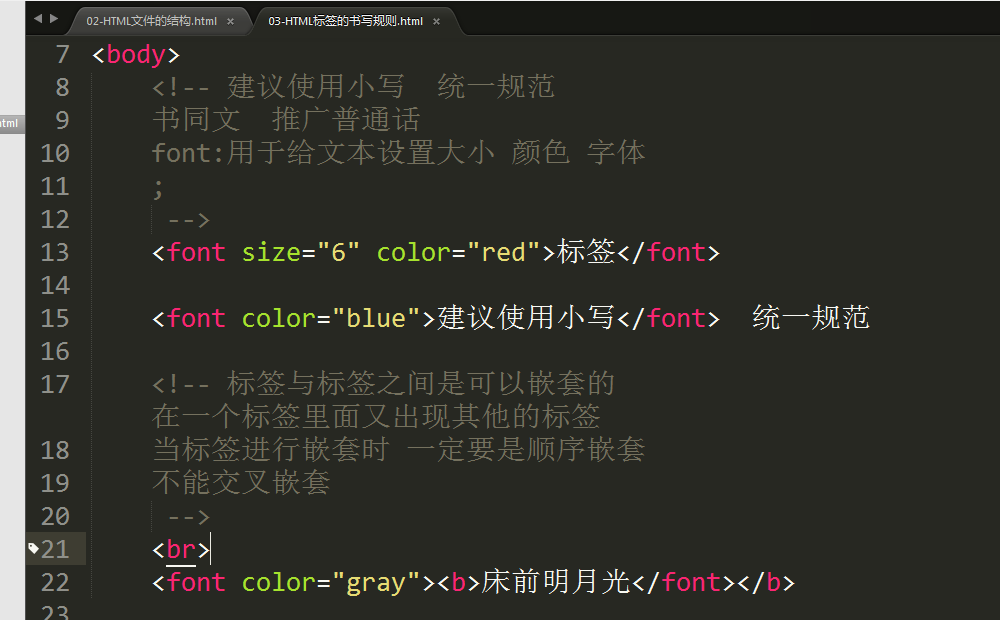 02-HTML文件的结构.html × 03-HTML标签的书写规则.html ×
html
7 <body>
8 <!-- 建议使用小写 统一规范
9 书同文 推广普通话
10 font:用于给文本设置大小 颜色 字体
11 ;
12 -->
13 <font size="6" color="red">标签</font>
14
15 <font color="blue">建议使用小写</font> 统一规范
16
17 <!-- 标签与标签之间是可以嵌套的
在一个标签里面又出现其他的标签
18 当标签进行嵌套时 一定要是顺序嵌套
19 不能交叉嵌套
20 -->
21 <br>
22 <font color="gray"><b>床前明月光</font></b>
23